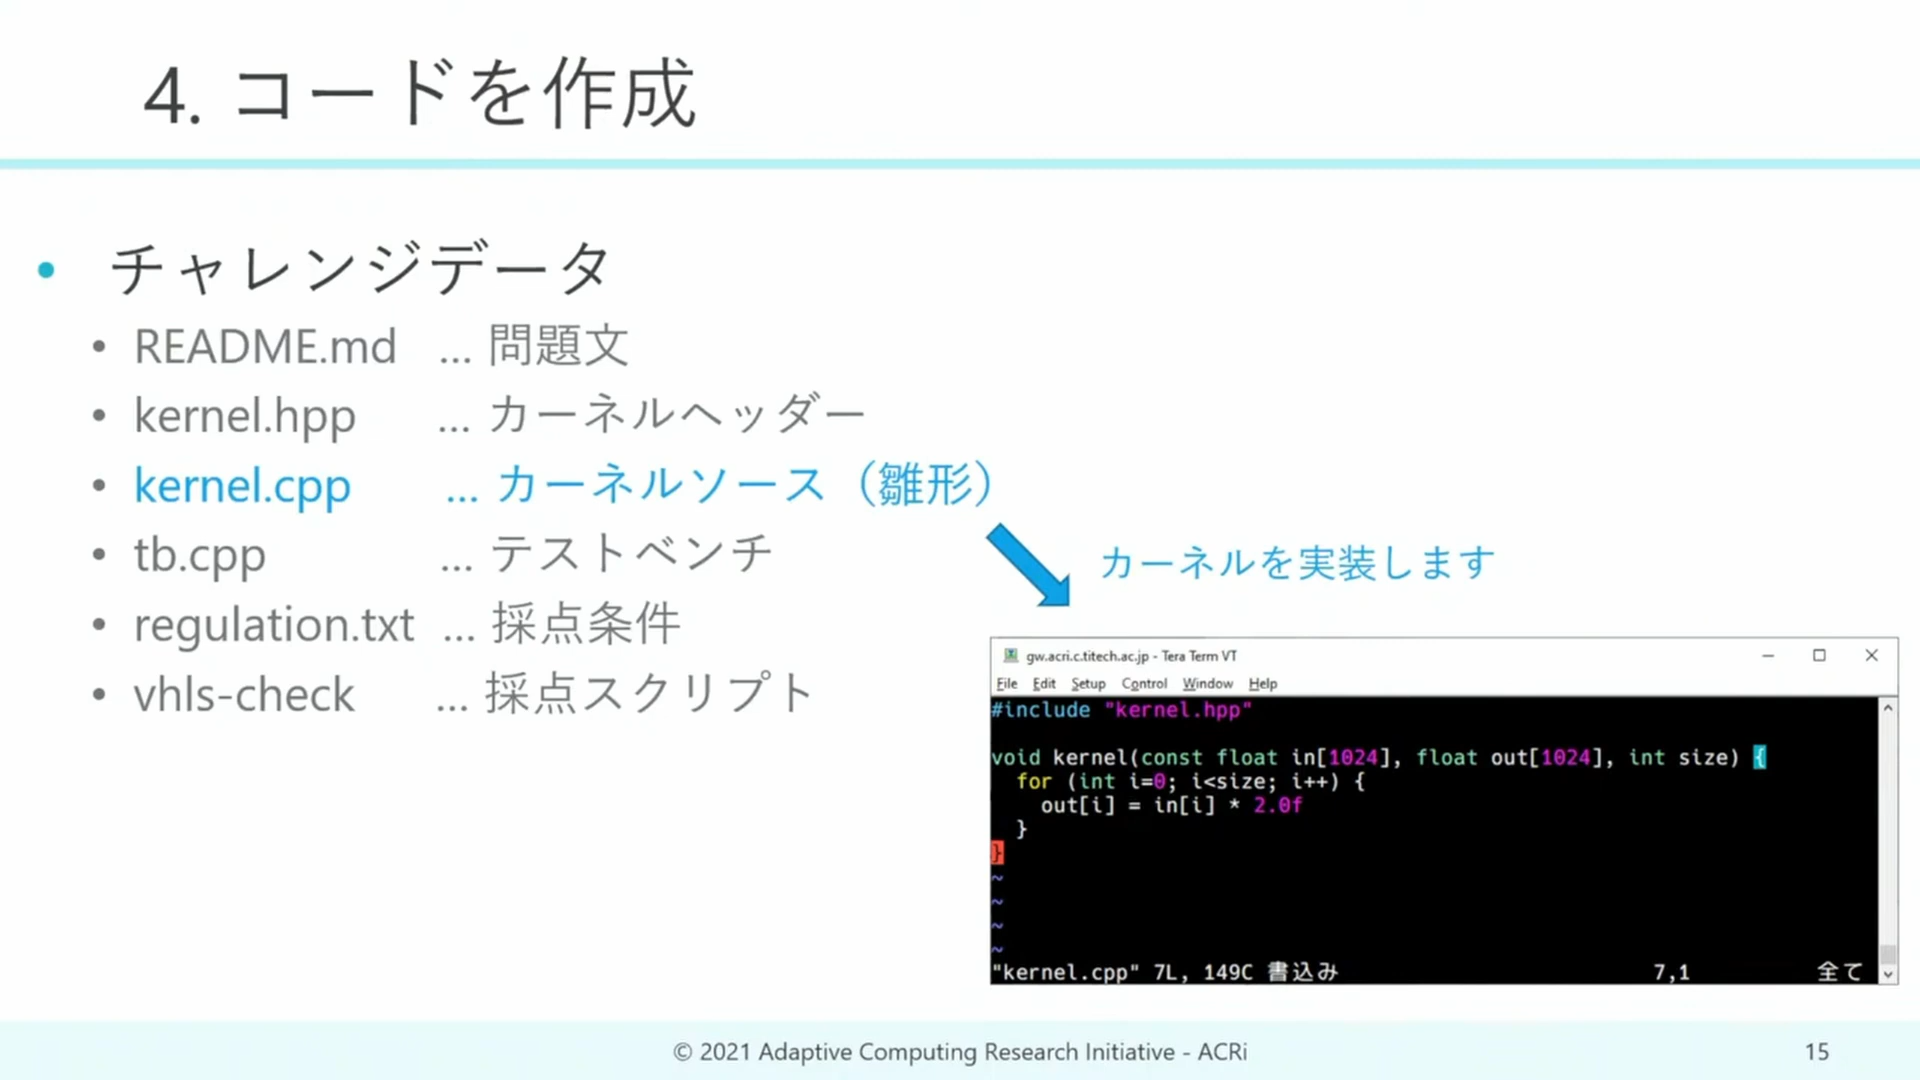 4. コードを作成
• チャレンジデータ
• README.md ... 問題文
• kernel.hpp ... カーネルヘッダー
• kernel.cpp ... カーネルソース（雛形）
• tb.cpp ... テストベンチ
• regulation.txt ... 採点条件
• vhls-check ... 採点スクリプト
カーネルを実装します
gw.acri.c.titech.ac.jp - Tera Term VT
File Edit Setup Control Window Help
#include "kernel.hpp"
void kernel(const float in[1024], float out[1024], int size) {
for (int i=0; i<size; i++) {
out[i] = in[i] * 2.0f
}
}
~
~
~
~
"kernel.cpp" 7L, 149C 書込み 7,1 全て
© 2021 Adaptive Computing Research Initiative - ACRi
15